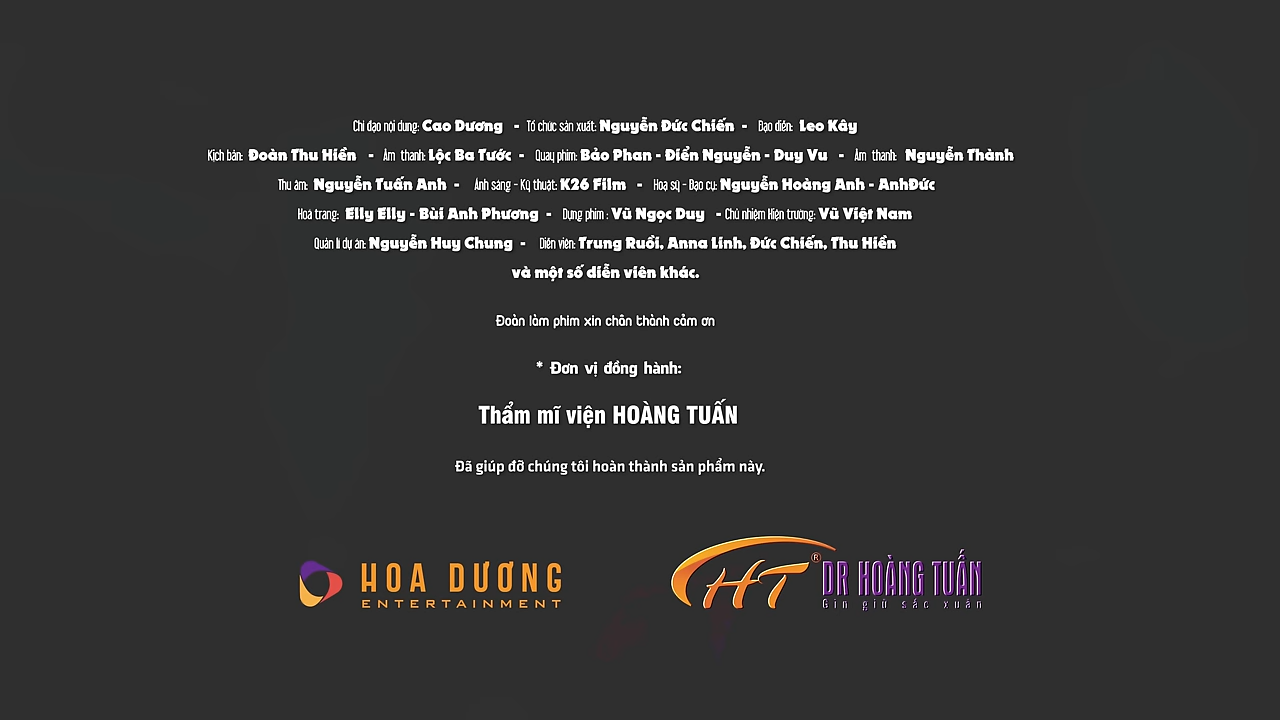 Chỉ đạo nội dung: Cao Dương - Tổ chức sản xuất: Nguyễn Đức Chiến - Đạo diễn: Leo Kây
Kịch bản: Đoàn Thu Hiền - Âm thanh: Lộc Ba Tước - Quay phim: Bảo Phan - Điển Nguyễn - Duy Vu - Âm thanh: Nguyễn Thành
Thu âm: Nguyễn Tuấn Anh - Ánh sáng - Kỹ thuật: K26 Film - Hoạ sỹ - Đạo cụ: Nguyễn Hoàng Anh - AnhĐức
Hoá trang: Elly Elly - Bùi Anh Phương - Dựng phim : Vũ Ngọc Duy - Chủ nhiệm Hiện trường: Vũ Việt Nam
Quản lí dự án: Nguyễn Huy Chung - Diễn viên: Trung Ruồi, Anna Linh, Đức Chiến, Thu Hiền
và một số diễn viên khác.
Đoàn làm phim xin chân thành cảm ơn
* Đơn vị đồng hành:
Thẩm mĩ viện HOÀNG TUẤN
Đã giúp đỡ chúng tôi hoàn thành sản phẩm này.
HOA DƯƠNG
ENTERTAINMENT
HT® DR HOÀNG TUẤN
Gìn giữ sắc xuân